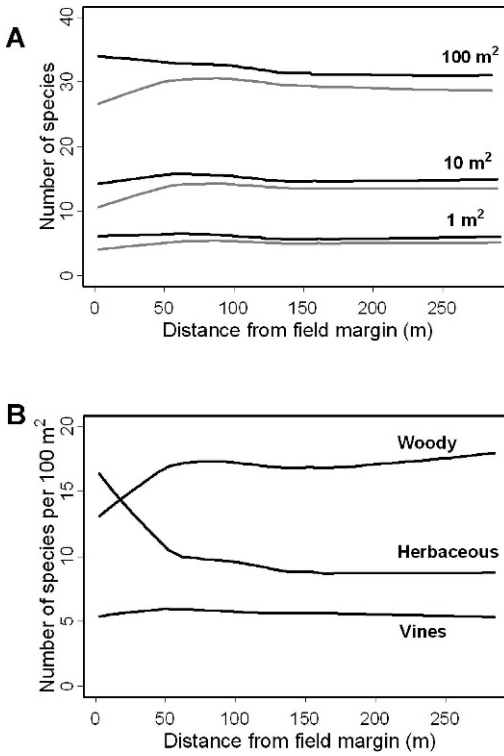 A
Number of species
40
30
20
10
0
100 m²
10 m²
1 m²
0 50 100 150 200 250
Distance from field margin (m)
B
Number of species per 100 m²
20
15
10
5
0
Woody
Herbaceous
Vines
0 50 100 150 200 250
Distance from field margin (m)